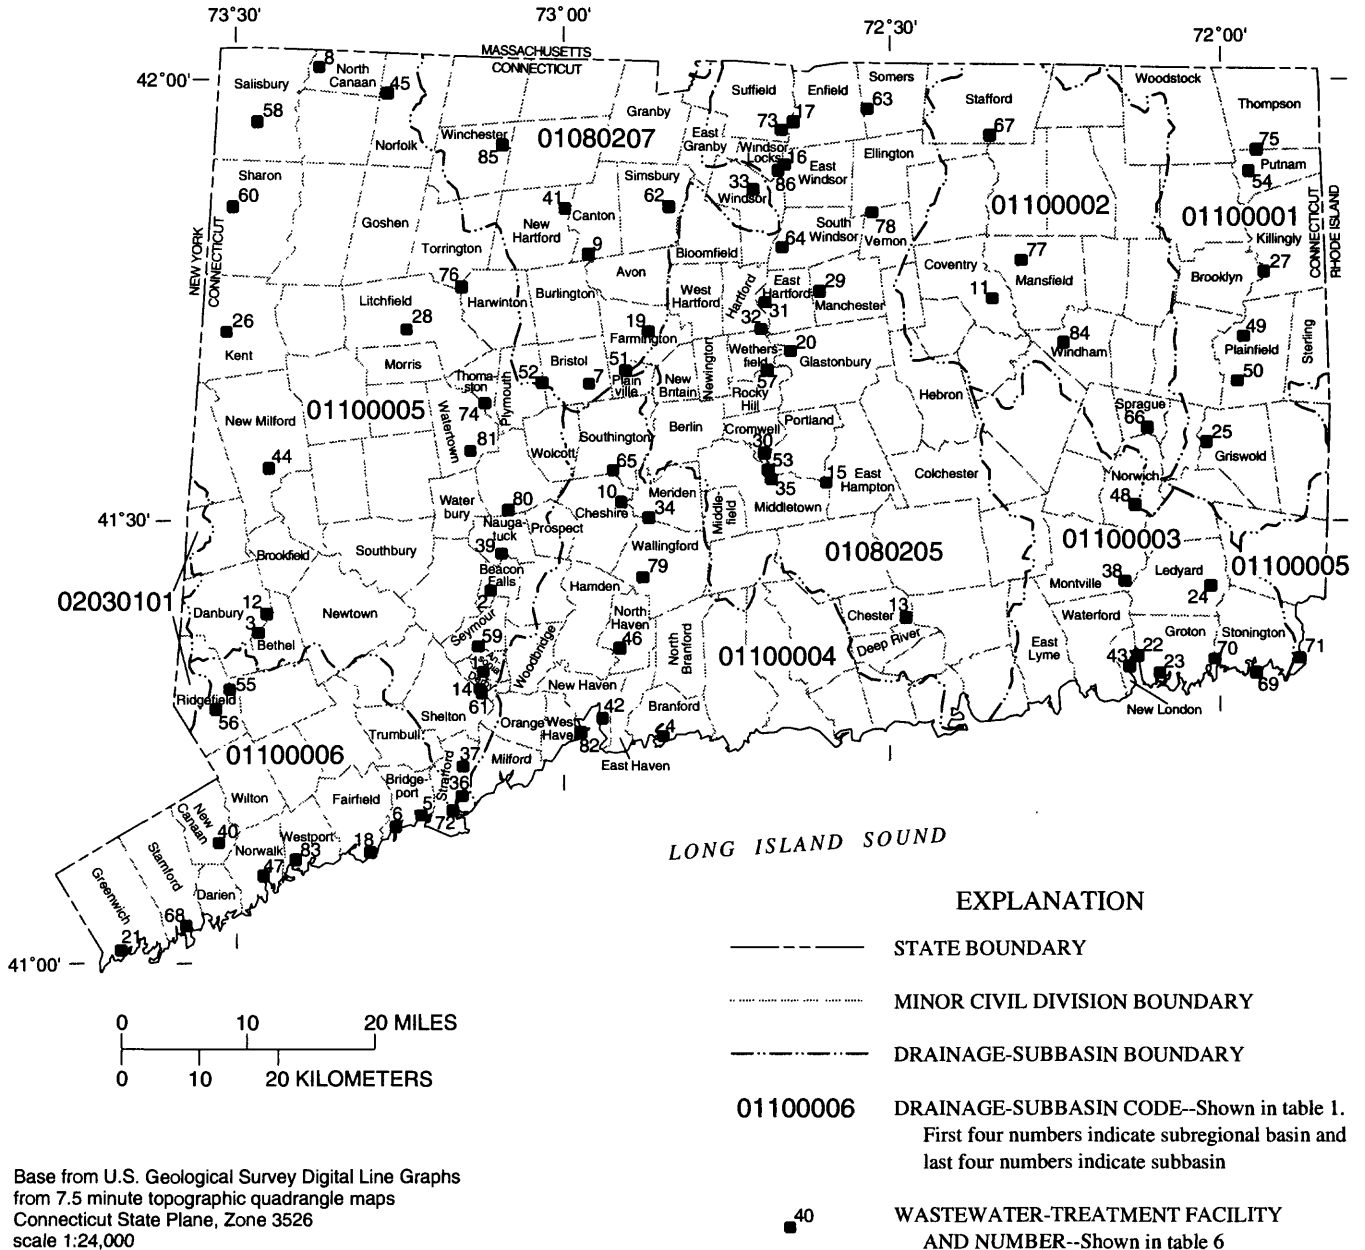 73°30'
73°00'
72°30'
72°00'
MASSACHUSETTS
CONNECTICUT
42°00'
8
North
Canaan
45
Salisbury
58
Norfolk
Winchester
85
01080207
Granby
East
Granby
Suffield
Enfield
73
17
Somers
63
Stafford
67
Woodstock
Thompson
75
Putnam
54
Windsor
Locks
16
86
East
Windsor
Ellington
Sharon
60
Goshen
Torrington
41
New
Hartford
Canton
9
Simsbury
62
33
Windsor
Bloomfield
64
South
Windsor
78
Vernon
01100002
01100001
Killingly
27
Brooklyn
NEW YORK
CONNECTICUT
CONNECTICUT
RHODE ISLAND
Coventry
77
Mansfield
11
76
Harwinton
Litchfield
28
Burlington
Avon
West
Hartford
Hartford
East
Hartford
29
Manchester
31
32
26
Kent
Morris
19
Farmington
Bristol
51
Plain
ville
52
7
New
Britain
Newington
Wethers-
field
57
20
Glastonbury
Rocky
Hill
84
Windham
49
Plainfield
50
Sterling
Thoma-
ston
74
Plymouth
Watertown
81
01100005
New Milford
44
Hebron
Sprague
66
25
Griswold
Southington
65
Wolcott
Berlin
Cromwell
30
53
35
Portland
15
East
Hampton
Middletown
Colchester
Norwich
48
41°30'
Water
bury
80
Nauga-
tuck
39
Prospect
10
Cheshire
Meriden
34
Middle-
field
Wallingford
79
01080205
01100003
01100005
Brookfield
Southbury
Beacon
Falls
2
Hamden
Montville
38
Ledyard
24
02030101
Danbury
12
3
Bethel
Newtown
Seymour
59
1
14
61
Woodbridge
North
Haven
46
North
Branford
01100004
Chester
13
Deep River
East
Lyme
Waterford
Groton
Stonington
43
22
23
70
69
71
New London
Ridgefield
55
56
Shelton
Orange
West
Haven
82
New Haven
42
Branford
4
East Haven
Trumbull
01100006
37
Milford
Stratford
36
72
Bridge-
port
5
6
Fairfield
18
Wilton
New
Canaan
40
Westport
83
Norwalk
47
Darien
Stamford
68
Greenwich
21
41°00'
LONG ISLAND SOUND
EXPLANATION
STATE BOUNDARY
MINOR CIVIL DIVISION BOUNDARY
DRAINAGE-SUBBASIN BOUNDARY
01100006 DRAINAGE-SUBBASIN CODE--Shown in table 1.
First four numbers indicate subregional basin and
last four numbers indicate subbasin
40 WASTEWATER-TREATMENT FACILITY
AND NUMBER--Shown in table 6
0 10 20 MILES
0 10 20 KILOMETERS
Base from U.S. Geological Survey Digital Line Graphs
from 7.5 minute topographic quadrangle maps
Connecticut State Plane, Zone 3526
scale 1:24,000